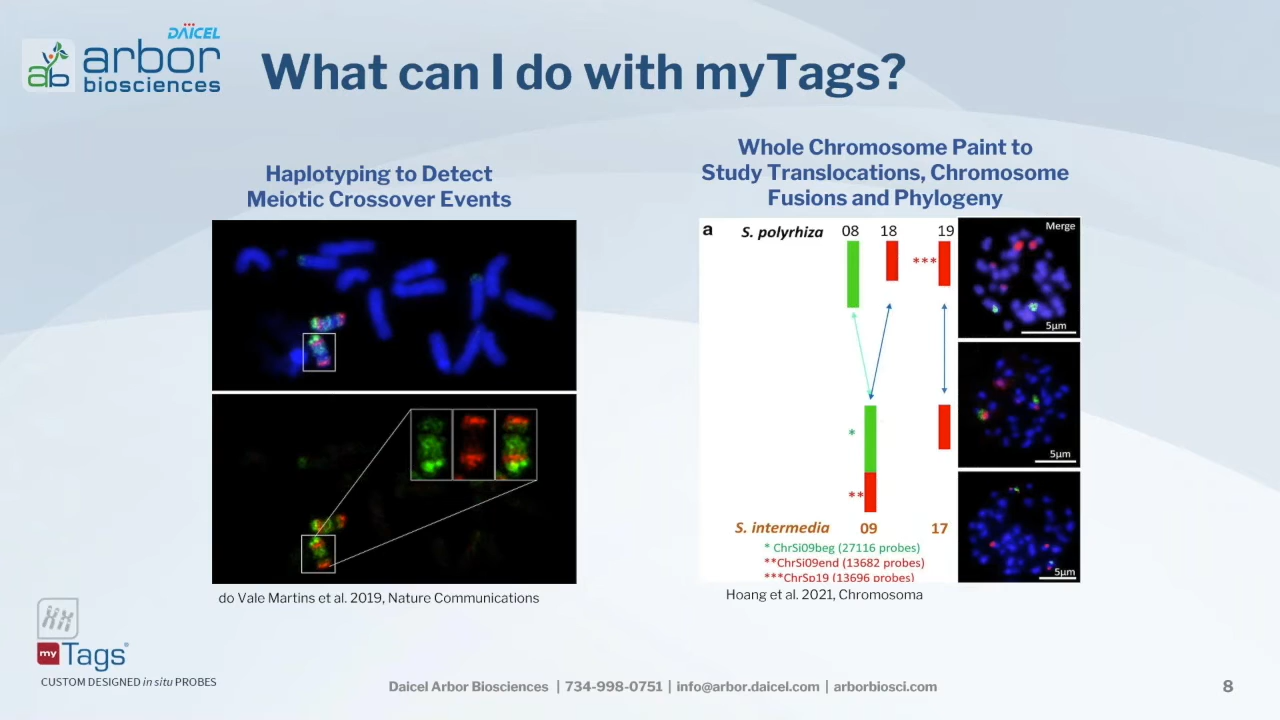 DAICEL
arbor
biosciences
ab
What can I do with myTags?
Haplotyping to Detect
Meiotic Crossover Events
do Vale Martins et al. 2019, Nature Communications
Whole Chromosome Paint to
Study Translocations, Chromosome
Fusions and Phylogeny
a
S. polyrhiza 08 18 19
***
*
**
S. intermedia 09 17
* ChrSi09beg (27116 probes)
**ChrSi09end (13682 probes)
***ChrSp19 (13696 probes)
Merge
5µm
5µm
5µm
Hoang et al. 2021, Chromosoma
my Tags®
CUSTOM DESIGNED in situ PROBES
Daicel Arbor Biosciences | 734-998-0751 | info@arbor.daicel.com | arborbiosci.com
8